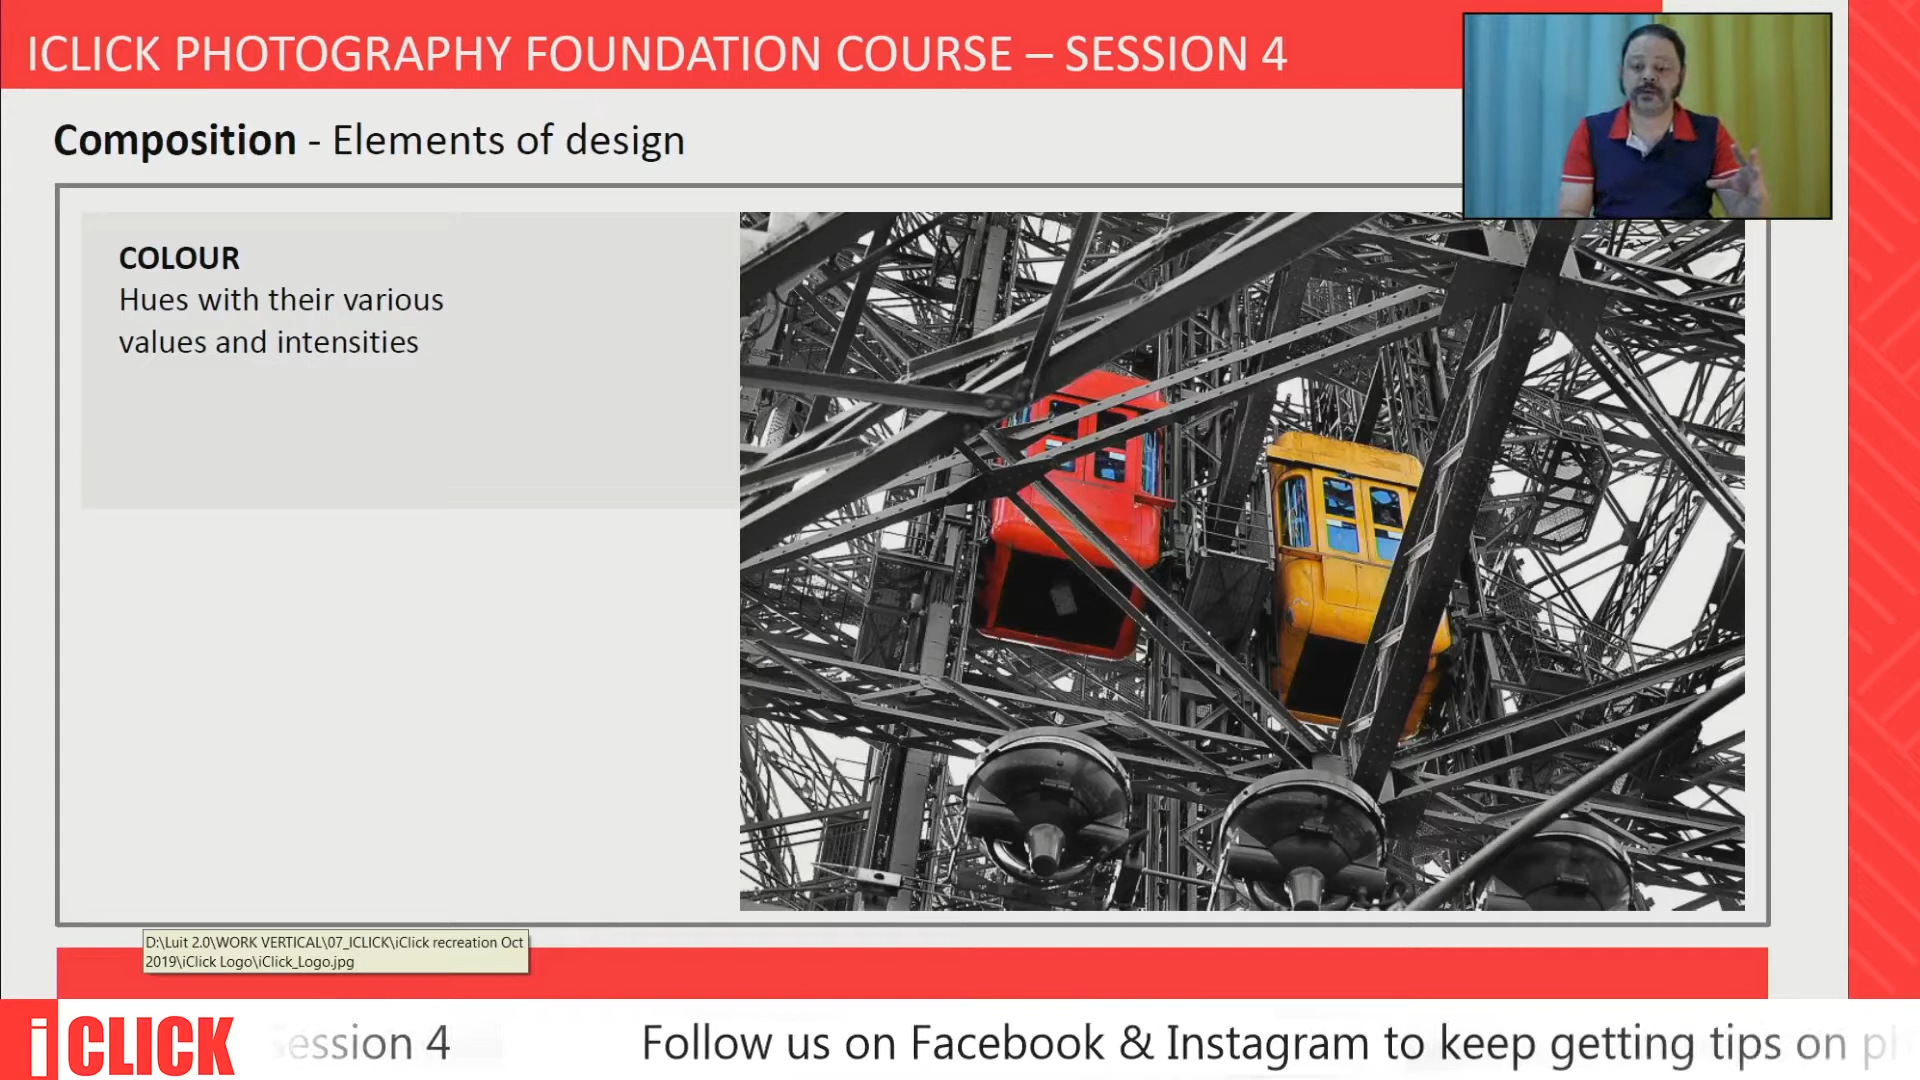 ICLICK PHOTOGRAPHY FOUNDATION COURSE – SESSION 4
Composition - Elements of design
COLOUR
Hues with their various
values and intensities
D:\Luit 2.0\WORK VERTICAL\07_ICLICK\iClick recreation Oct
2019\iClick Logo\iClick_Logo.jpg
iCLICK
Session 4 Follow us on Facebook & Instagram to keep getting tips on